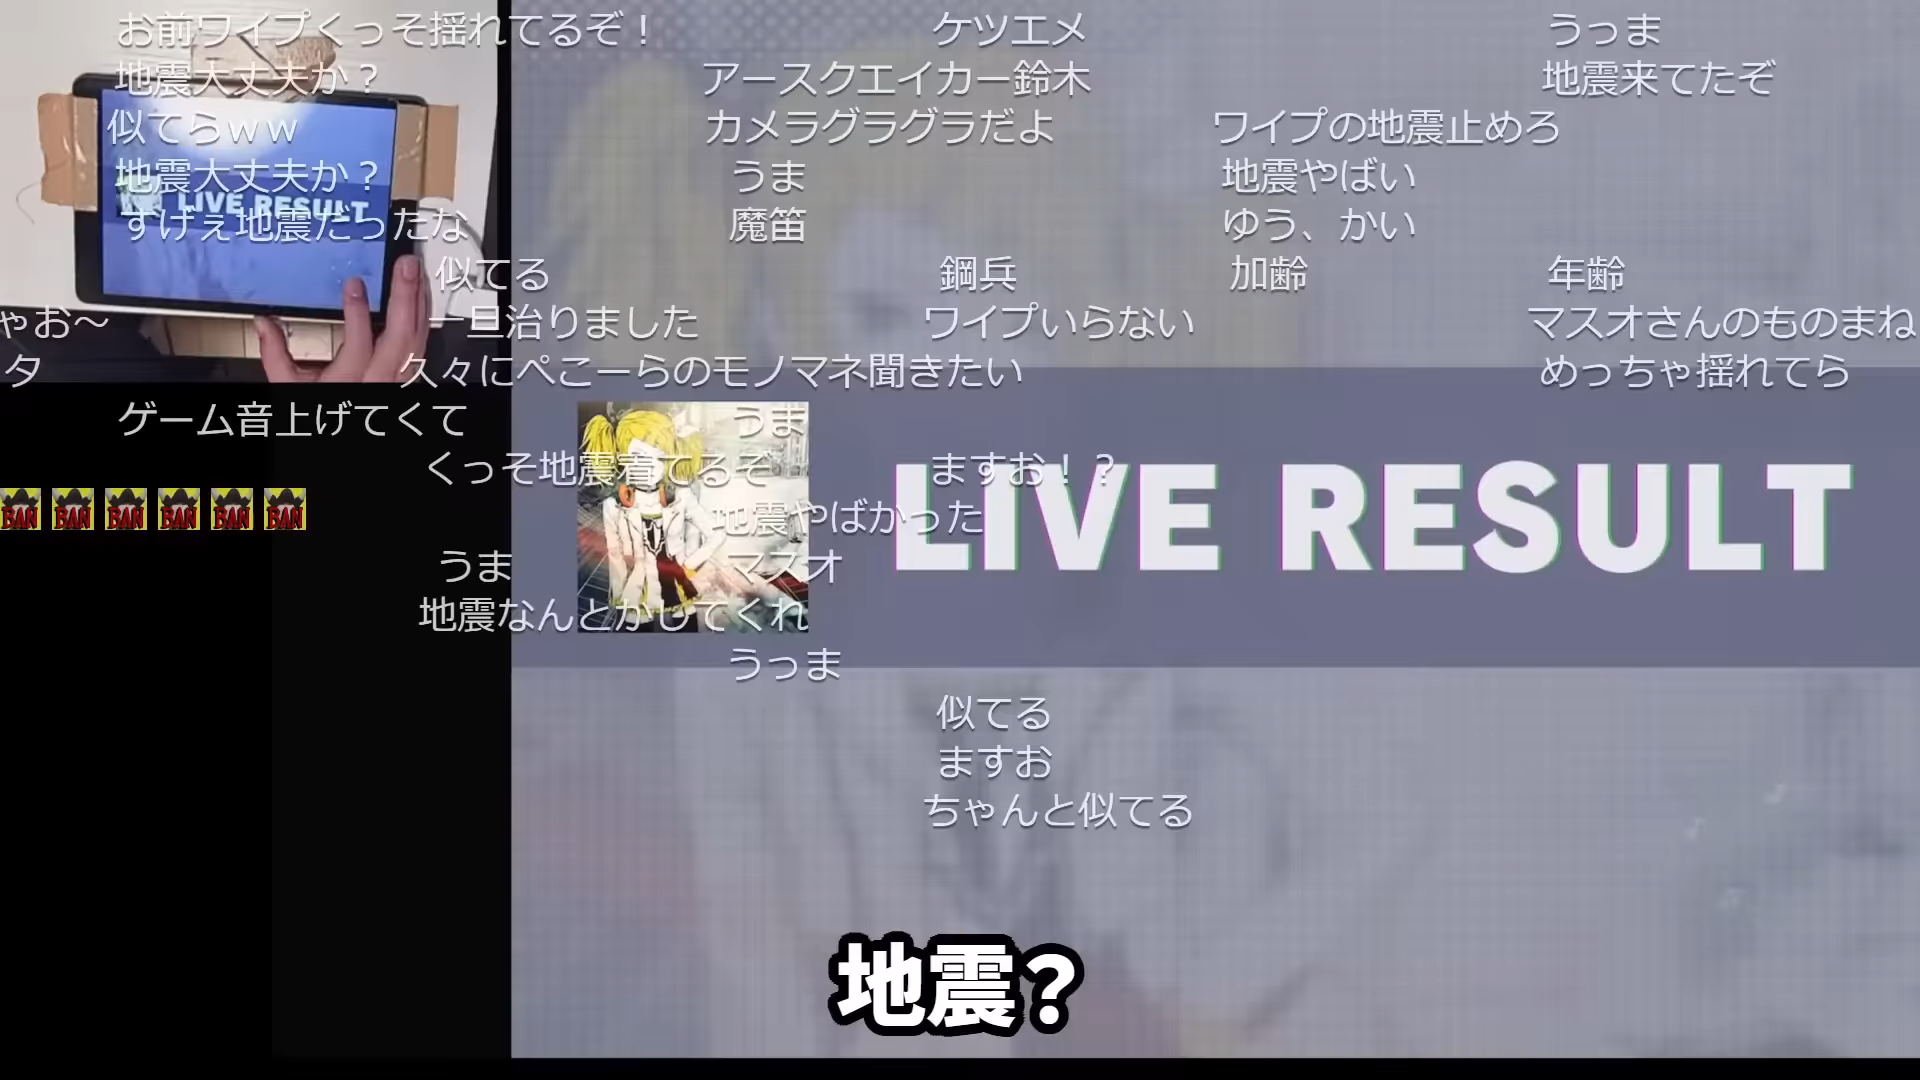 お前ワイプくっそ揺れてるぞ！
ケツエメ
うっま
地震大丈夫か？
アースクエイカー鈴木
地震来てたぞ
似てらｗｗ
カメラグラグラだよ
ワイプの地震止めろ
地震大丈夫か？
うま
地震やばい
LIVE RESULT
すげぇ地震だったな
魔笛
ゆう、かい
似てる
鋼兵
加齢
年齢
ゃお～
一旦治りました
ワイプいらない
マスオさんのものまね
タ
久々にぺこーらのモノマネ聞きたい
めっちゃ揺れてら
ゲーム音上げてくて
うま
くっそ地震着てるぞ
ますお！？
BAN BAN BAN BAN BAN BAN
地震やばかった
LIVE RESULT
うま
マスオ
地震なんとかしてくれ
うっま
似てる
ますお
ちゃんと似てる
地震?